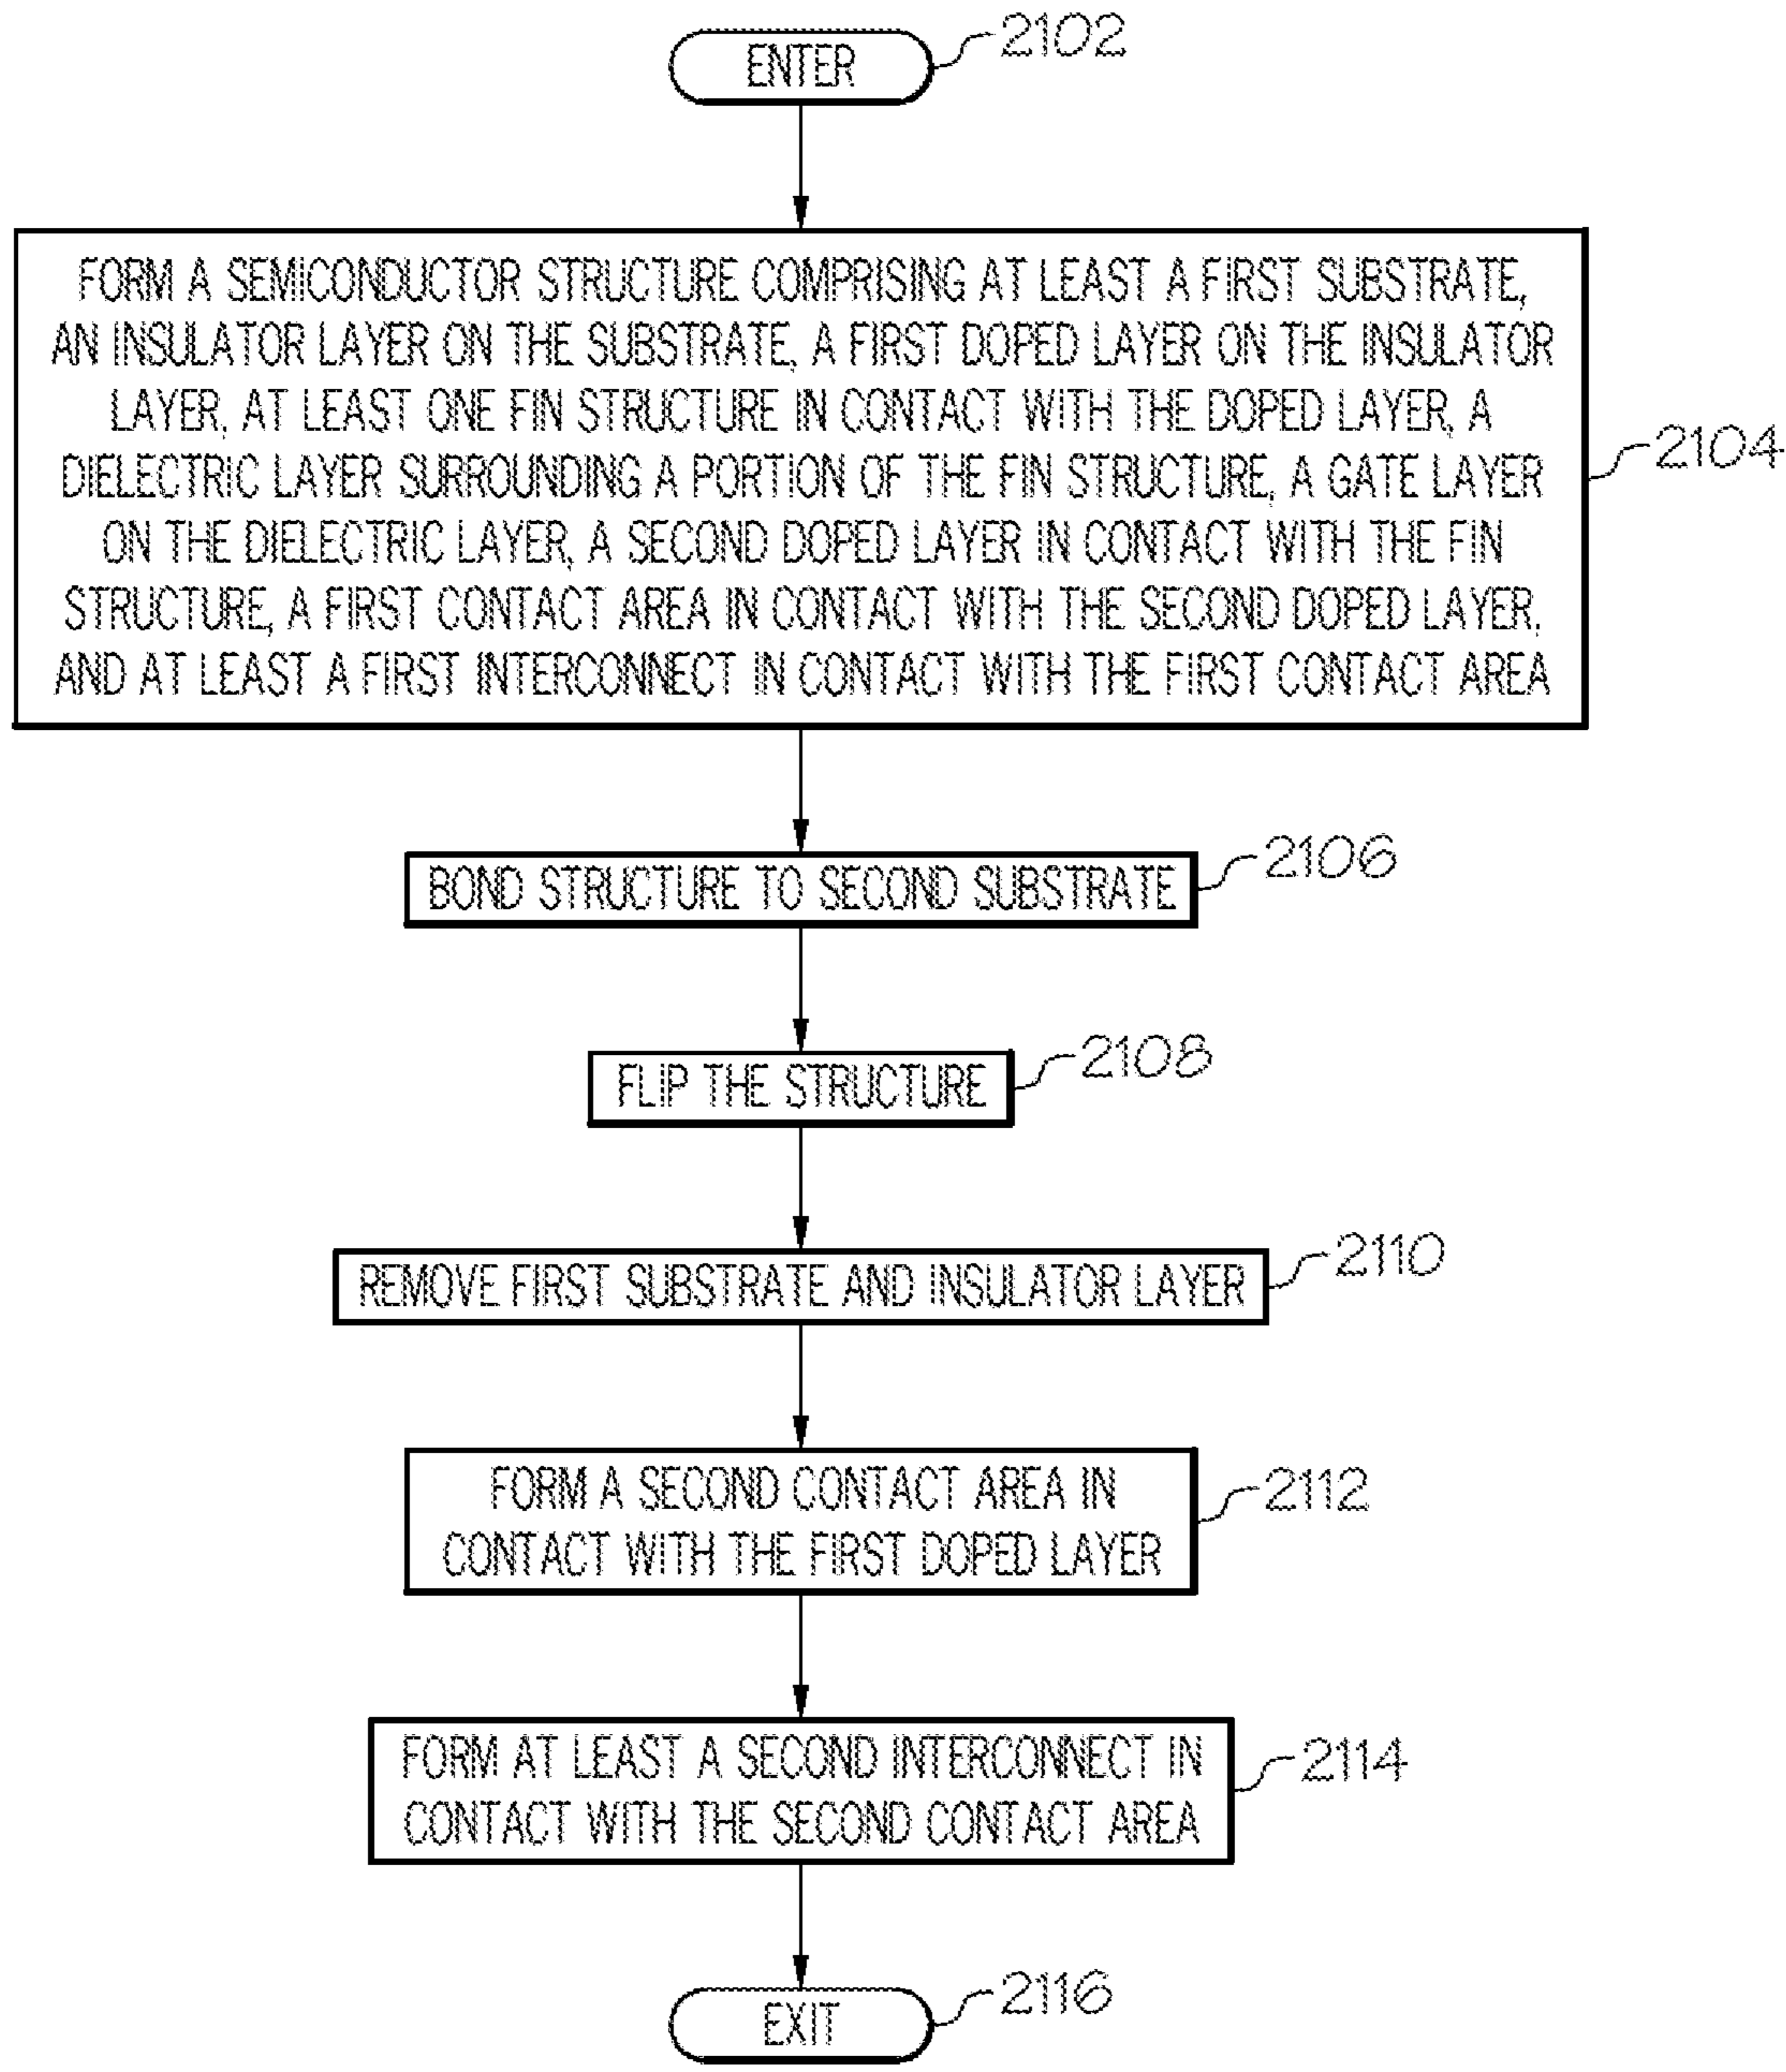 ENTER
2102
FORM A SEMICONDUCTOR STRUCTURE COMPRISING AT LEAST A FIRST SUBSTRATE,
AN INSULATOR LAYER ON THE SUBSTRATE, A FIRST DOPED LAYER ON THE INSULATOR
LAYER, AT LEAST ONE FIN STRUCTURE IN CONTACT WITH THE DOPED LAYER, A
DIELECTRIC LAYER SURROUNDING A PORTION OF THE FIN STRUCTURE, A GATE LAYER
ON THE DIELECTRIC LAYER, A SECOND DOPED LAYER IN CONTACT WITH THE FIN
STRUCTURE, A FIRST CONTACT AREA IN CONTACT WITH THE SECOND DOPED LAYER,
AND AT LEAST A FIRST INTERCONNECT IN CONTACT WITH THE FIRST CONTACT AREA
2104
BOND STRUCTURE TO SECOND SUBSTRATE
2106
FLIP THE STRUCTURE
2108
REMOVE FIRST SUBSTRATE AND INSULATOR LAYER
2110
FORM A SECOND CONTACT AREA IN
CONTACT WITH THE FIRST DOPED LAYER
2112
FORM AT LEAST A SECOND INTERCONNECT IN
CONTACT WITH THE SECOND CONTACT AREA
2114
EXIT
2116